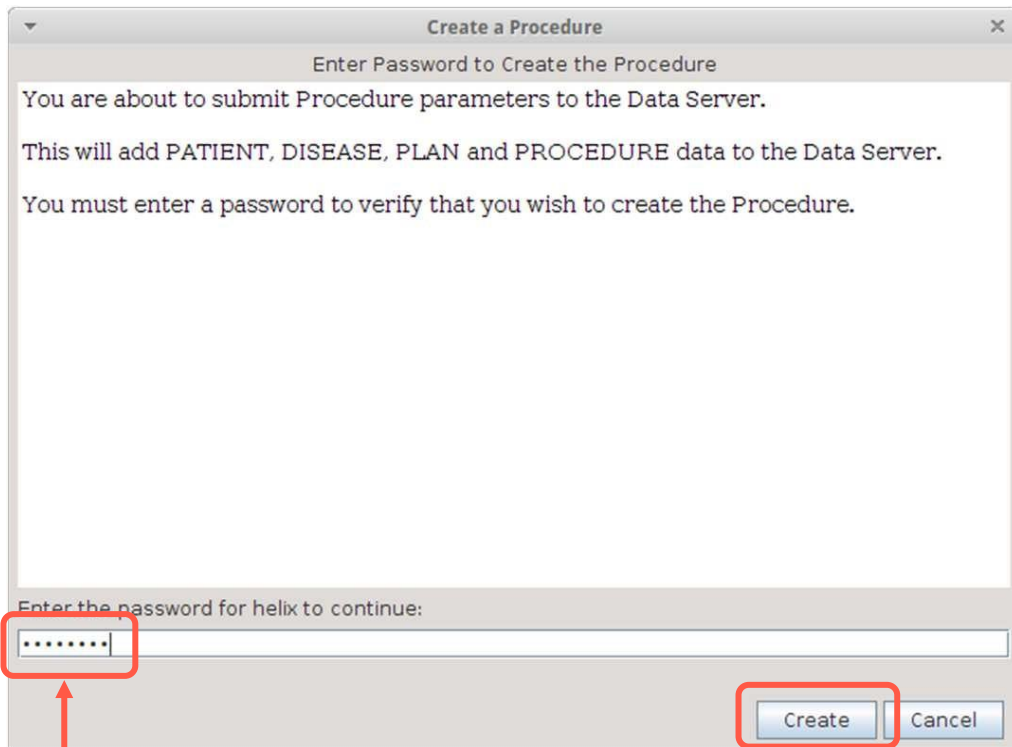 Create a Procedure
Enter Password to Create the Procedure
You are about to submit Procedure parameters to the Data Server.
This will add PATIENT, DISEASE, PLAN and PROCEDURE data to the Data Server.
You must enter a password to verify that you wish to create the Procedure.
Enter the password for helix to continue:
••••••••
Create Cancel